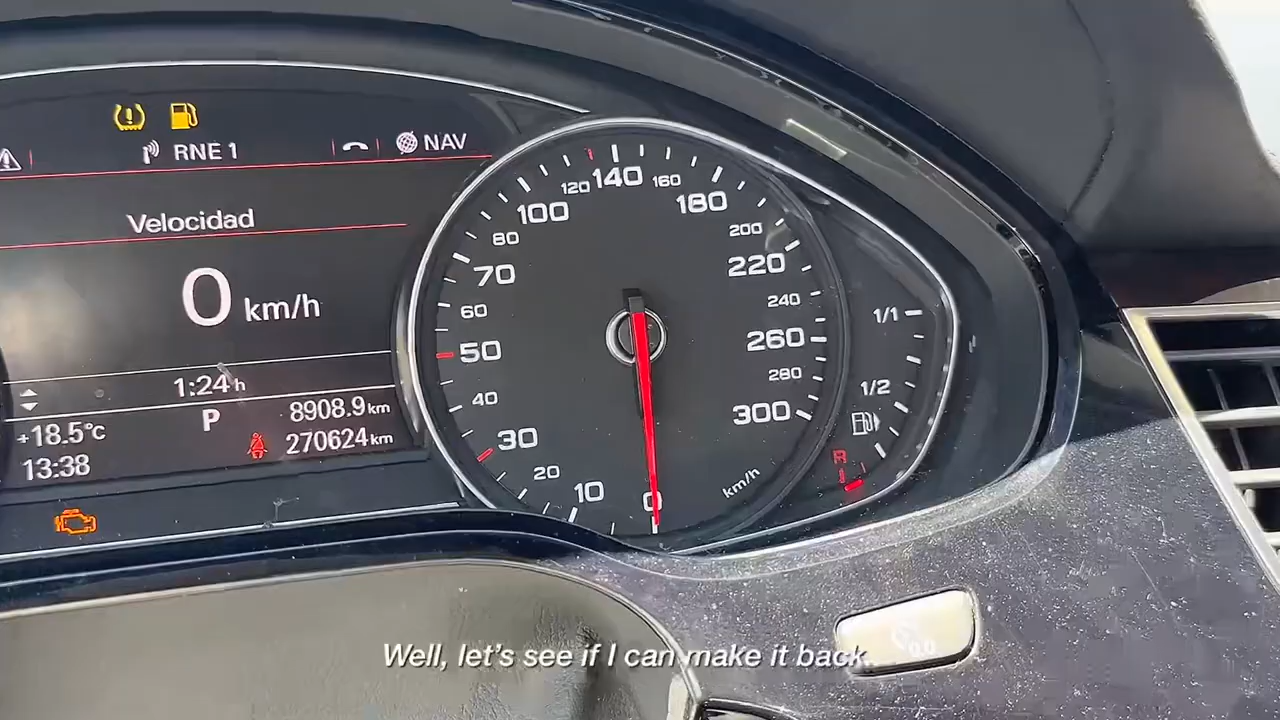 RNE 1
NAV
Velocidad
0 km/h
1:24 h
+18.5°C
P
8908.9 km
13:38
270624 km
0
10
20
30
40
50
60
70
80
100
120
140
160
180
200
220
240
260
280
300
km/h
1/1
1/2
R
Well, let's see if I can make it back.